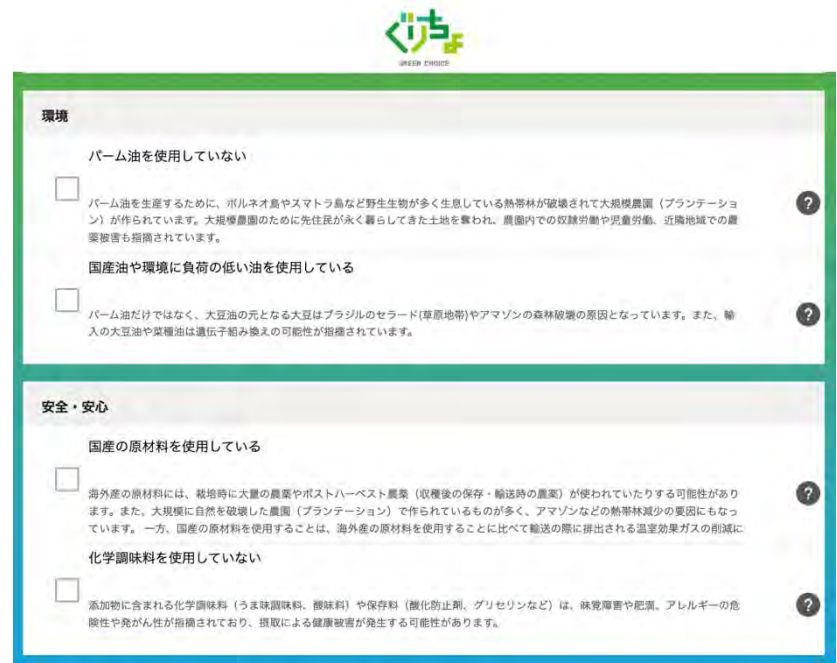 ぐりちょ
GREEN CHOICE
環境
パーム油を使用していない
パーム油を生産するために、ボルネオ島やスマトラ島など野生生物が多く生息している熱帯林が破壊されて大規模農園（プランテーショ
ン）が作られています。大規模農園のために先住民が永く暮らしてきた土地を奪われ、農園内での奴隷労働や児童労働、近隣地域での農
薬被害も指摘されています。
?
国産油や環境に負荷の低い油を使用している
パーム油だけではなく、大豆油の元となる大豆はブラジルのセラード(草原地帯)やアマゾンの森林破壊の原因となっています。また、輸
入の大豆油や菜種油は遺伝子組み換えの可能性が指摘されています。
?
安全・安心
国産の原材料を使用している
海外産の原材料には、栽培時に大量の農薬やポストハーベスト農薬（収穫後の保存・輸送時の農薬）が使われていたりする可能性があり
ます。また、大規模に自然を破壊した農園（プランテーション）で作られているものが多く、アマゾンなどの熱帯林減少の要因にもなっ
ています。 一方、国産の原材料を使用することは、海外産の原材料を使用することに比べて輸送の際に排出される温室効果ガスの削減に
?
化学調味料を使用していない
添加物に含まれる化学調味料（うま味調味料、酸味料）や保存料（酸化防止剤、グリセリンなど）は、味覚障害や肥満、アレルギーの危
険性や発がん性が指摘されており、摂取による健康被害が発生する可能性があります。
?